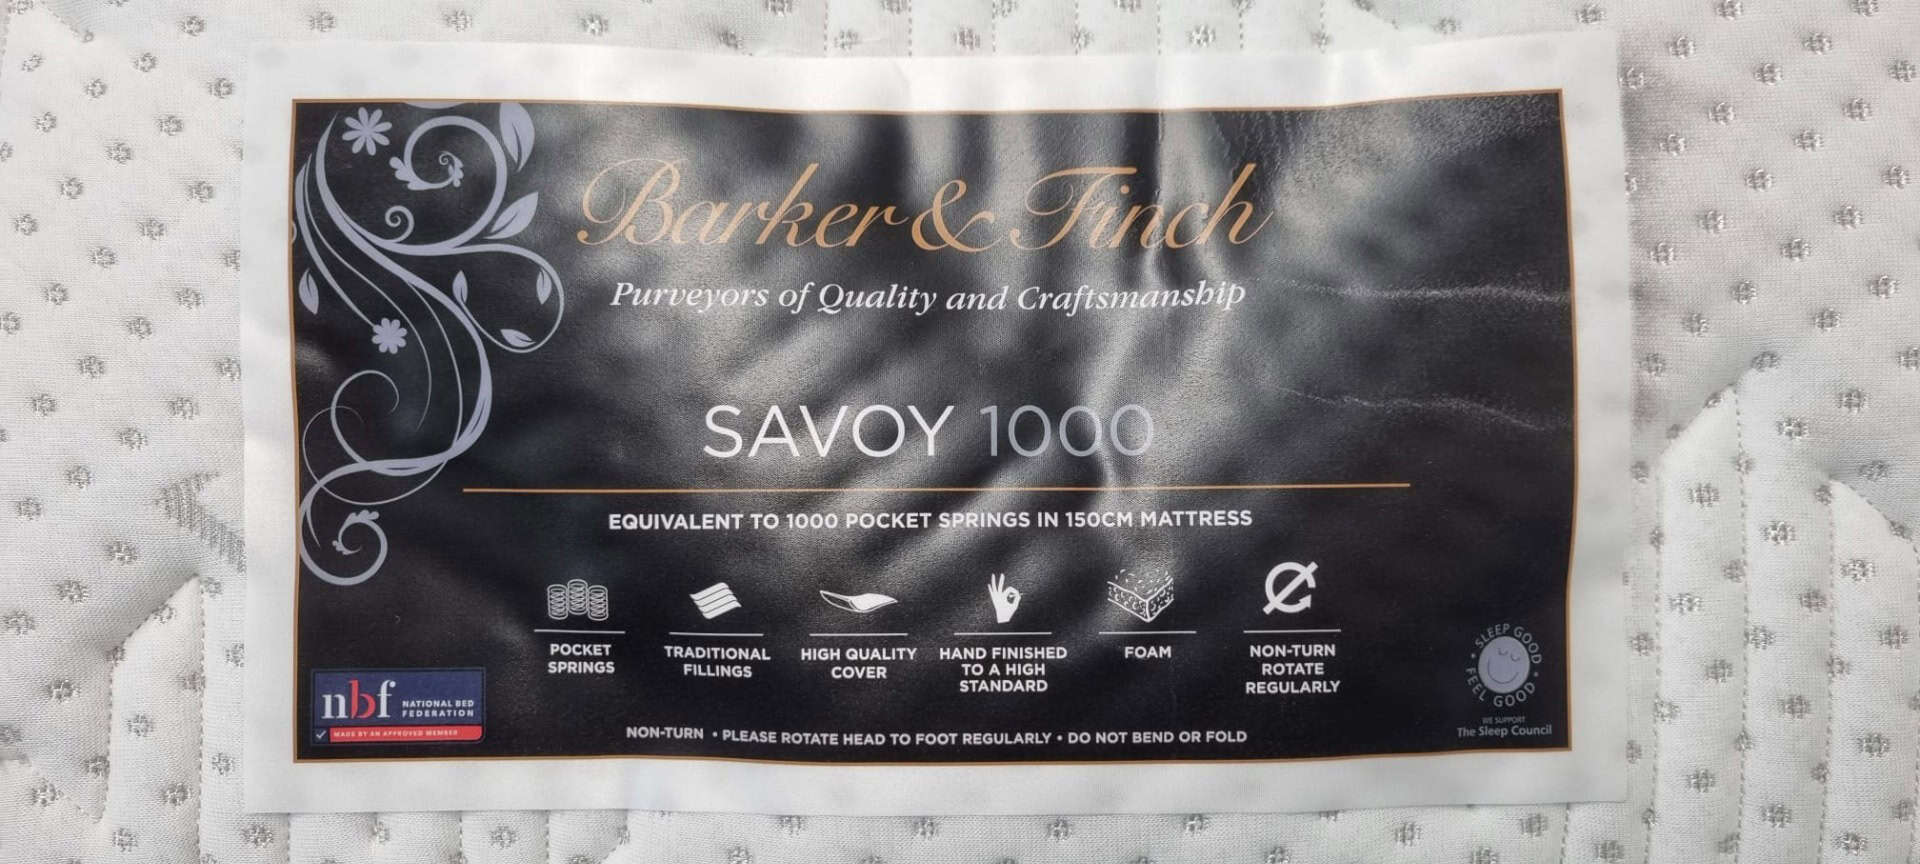 Barker & Finch
Purveyors of Quality and Craftsmanship
SAVOY 1000
EQUIVALENT TO 1000 POCKET SPRINGS IN 150CM MATTRESS
POCKET
SPRINGS
TRADITIONAL
FILLINGS
HIGH QUALITY
COVER
HAND FINISHED
TO A HIGH
STANDARD
FOAM
NON-TURN
ROTATE
REGULARLY
nbf NATIONAL BED
FEDERATION
MADE BY AN APPROVED MEMBER
NON-TURN • PLEASE ROTATE HEAD TO FOOT REGULARLY • DO NOT BEND OR FOLD
SLEEP GOOD •
FEEL GOOD •
WE SUPPORT
The Sleep Council